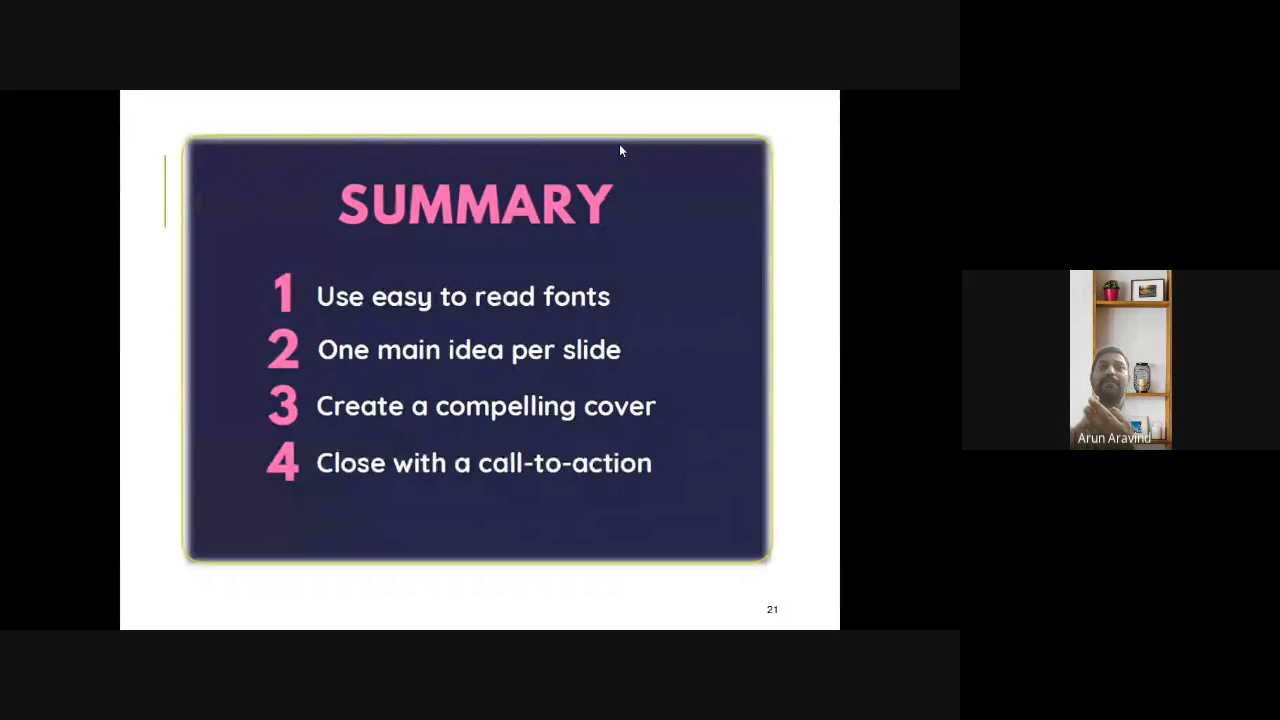 SUMMARY
1 Use easy to read fonts
2 One main idea per slide
3 Create a compelling cover
4 Close with a call-to-action
21
Arun Aravind